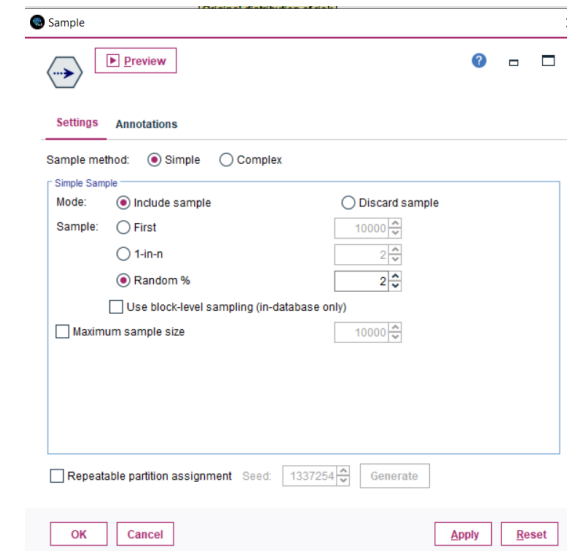 Sample
Preview
?
Settings Annotations
Sample method: Simple Complex
Simple Sample
Mode: Include sample Discard sample
Sample: First 10000
1-in-n 2
Random % 2
Use block-level sampling (in-database only)
Maximum sample size 10000
Repeatable partition assignment Seed: 1337254 Generate
OK Cancel Apply Reset